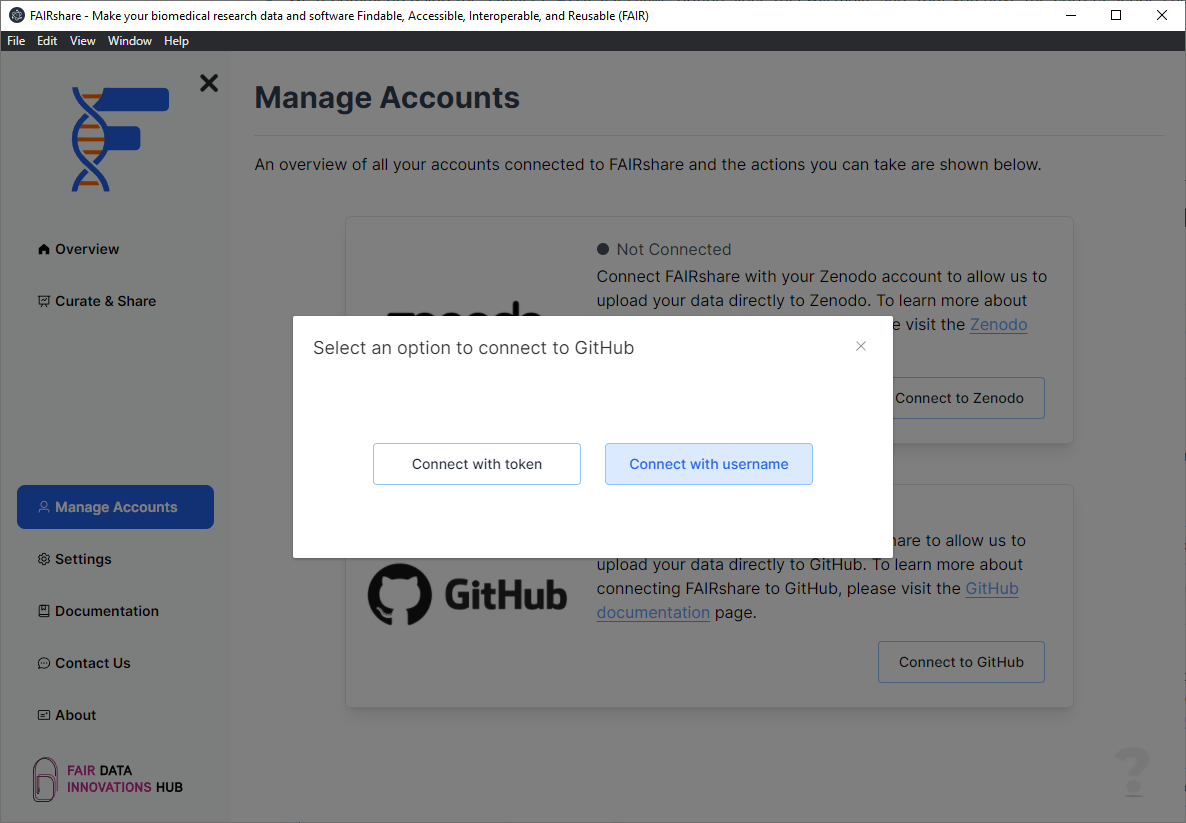 FAIRshare - Make your biomedical research data and software Findable, Accessible, Interoperable, and Reusable (FAIR)
File Edit View Window Help
Manage Accounts
An overview of all your accounts connected to FAIRshare and the actions you can take are shown below.
Overview
Curate & Share
Not Connected
Connect FAIRshare with your Zenodo account to allow us to
upload your data directly to Zenodo. To learn more about
visit the Zenodo
Connect to Zenodo
Select an option to connect to GitHub
Connect with token
Connect with username
to allow us to
upload your data directly to GitHub. To learn more about
connecting FAIRshare to GitHub, please visit the GitHub
documentation page.
GitHub
Connect to GitHub
Manage Accounts
Settings
Documentation
Contact Us
About
FAIR DATA
INNOVATIONS HUB
?